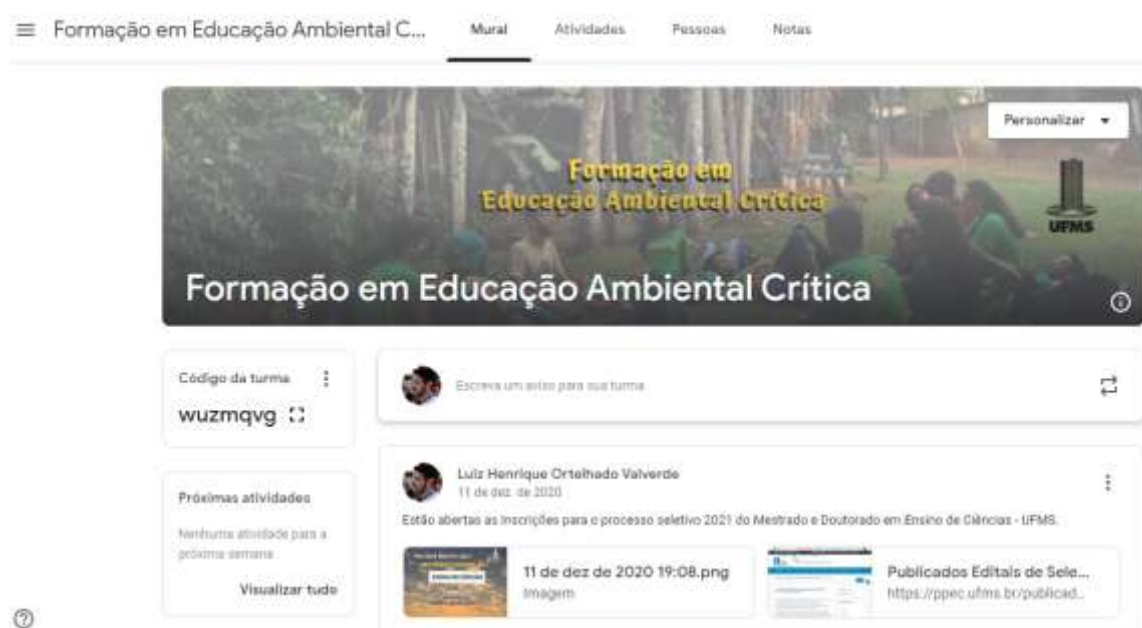 Formação em Educação Ambiental C...
Mural
Atividades
Pessoas
Notas
Personalizar
Formação em
Educação Ambiental Crítica
UFMS
Formação em Educação Ambiental Crítica
Código da turma
wuzmqvg
Escreva um aviso para sua turma
Luiz Henrique Ortelhado Valverde
11 de dez. de 2020
Próximas atividades
Nenhuma atividade para a
próxima semana
Visualizar tudo
Estão abertas as Inscrições para o processo seletivo 2021 do Mestrado e Doutorado em Ensino de Ciências - UFMS.
11 de dez de 2020 19:08.png
Imagem
Publicados Editais de Sele...
https://ppec.ufms.br/publicad...